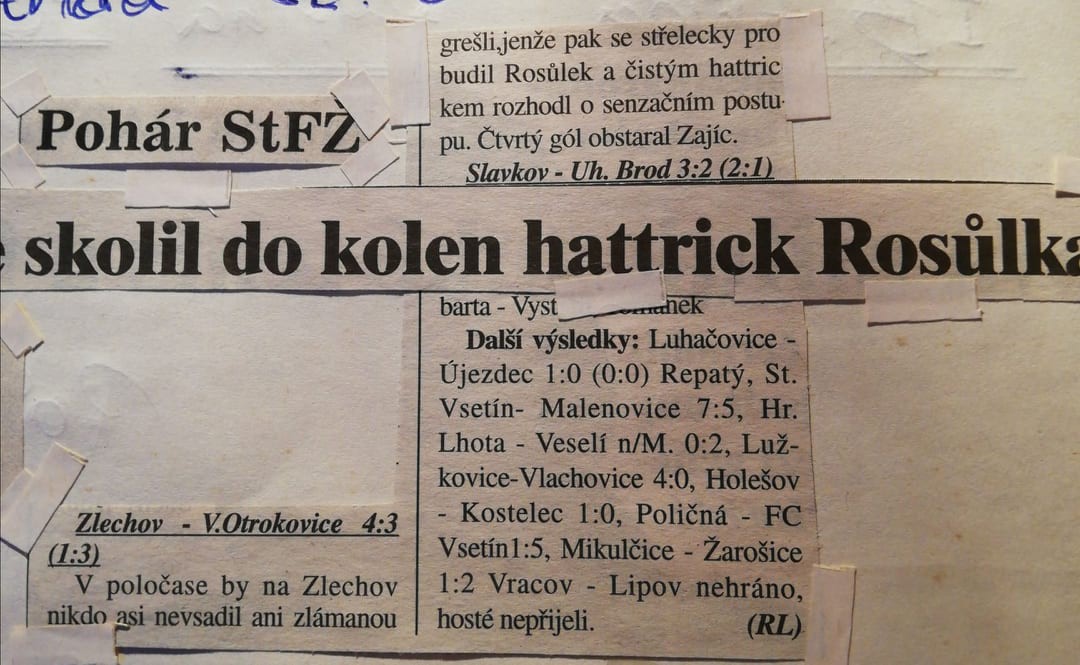 Pohár StFŽ
skolil do kolen hattrick Rosůlka
Zlechov - V.Otrokovice 4:3
(1:3)
V poločase by na Zlechov
nikdo asi nevsadil ani zlámanou
grešli,jenže pak se střelecky pro
budil Rosůlek a čistým hattric
kem rozhodl o senzačním postu-
pu. Čtvrtý gól obstaral Zajíc.
Slavkov - Uh. Brod 3:2 (2:1)
barta - Vyst
Další výsledky: Luhačovice -
Újezdec 1:0 (0:0) Repatý, St.
Vsetín- Malenovice 7:5, Hr.
Lhota - Veselí n/M. 0:2, Luž-
kovice-Vlachovice 4:0, Holešov
- Kostelec 1:0, Poličná - FC
Vsetín1:5, Mikulčice - Žarošice
1:2 Vracov - Lipov nehráno,
hosté nepřijeli. (RL)